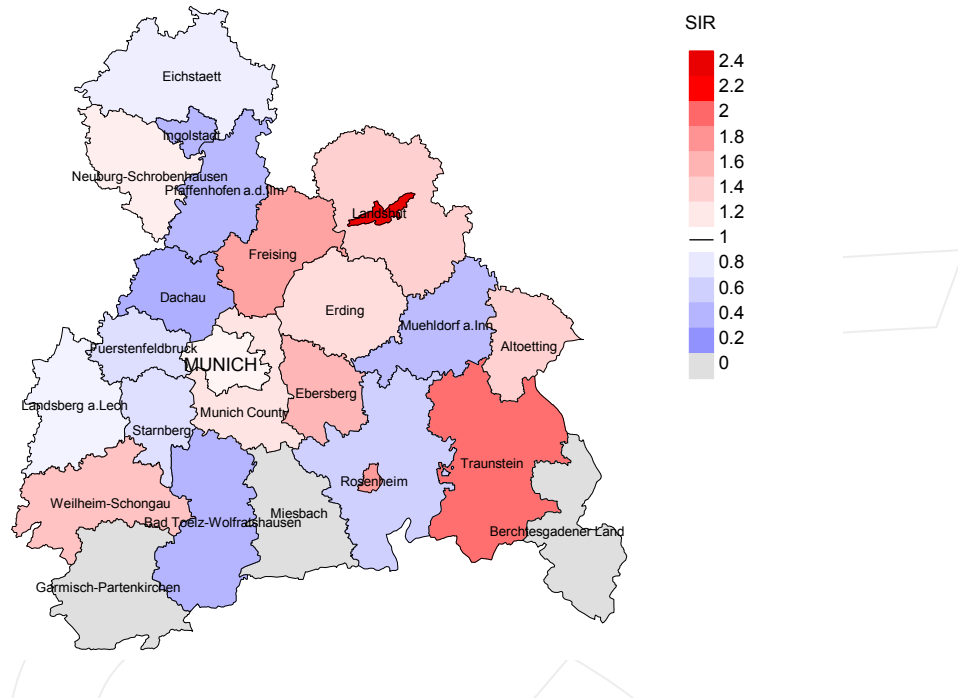 SIR
2.4
2.2
2
1.8
1.6
1.4
1.2
1
0.8
0.6
0.4
0.2
0
Eichstaett
Ingolstadt
Neuburg-Schrobenhausen
Pfaffenhofen a.d.Ilm
Landshut
Freising
Dachau
Erding
Muehldorf a.Inn
Altoetting
Fuerstenfeldbruck
MUNICH
Ebersberg
Landsberg a.Lech
Munich County
Starnberg
Traunstein
Rosenheim
Weilheim-Schongau
Miesbach
Bad Toelz-Wolfratshausen
Berchtesgadener Land
Garmisch-Partenkirchen